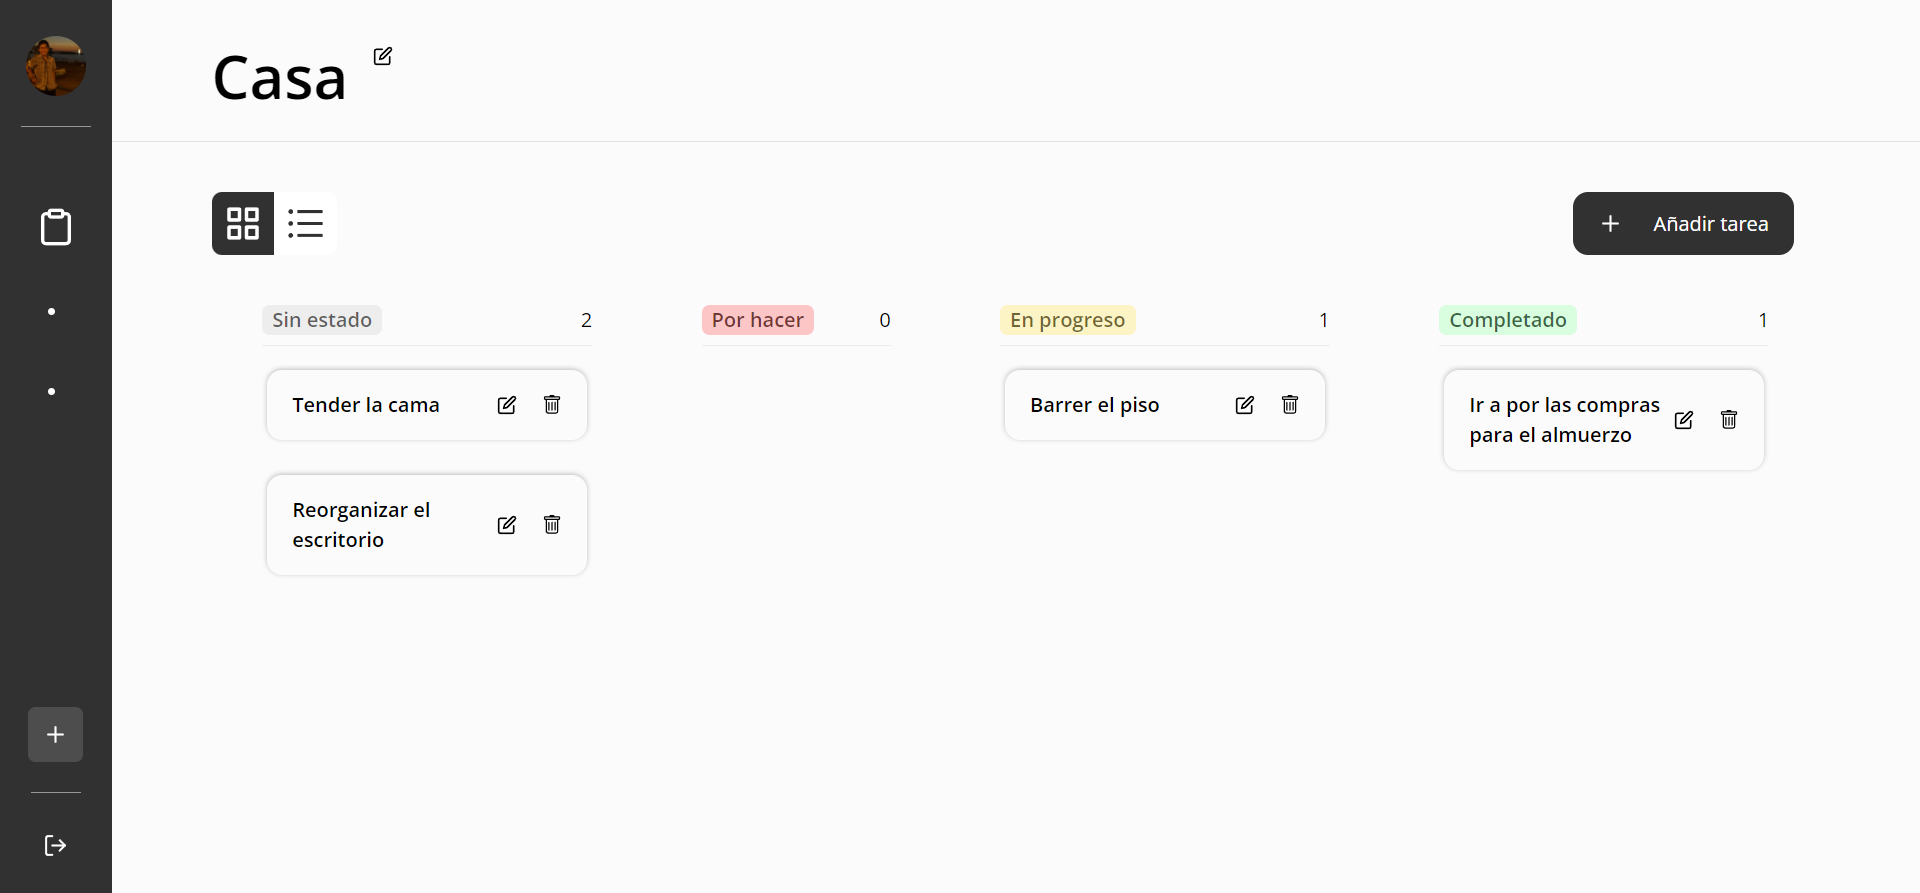 Casa
Añadir tarea
Sin estado 2
Por hacer 0
En progreso 1
Completado 1
Tender la cama
Reorganizar el
escritorio
Barrer el piso
Ir a por las compras
para el almuerzo